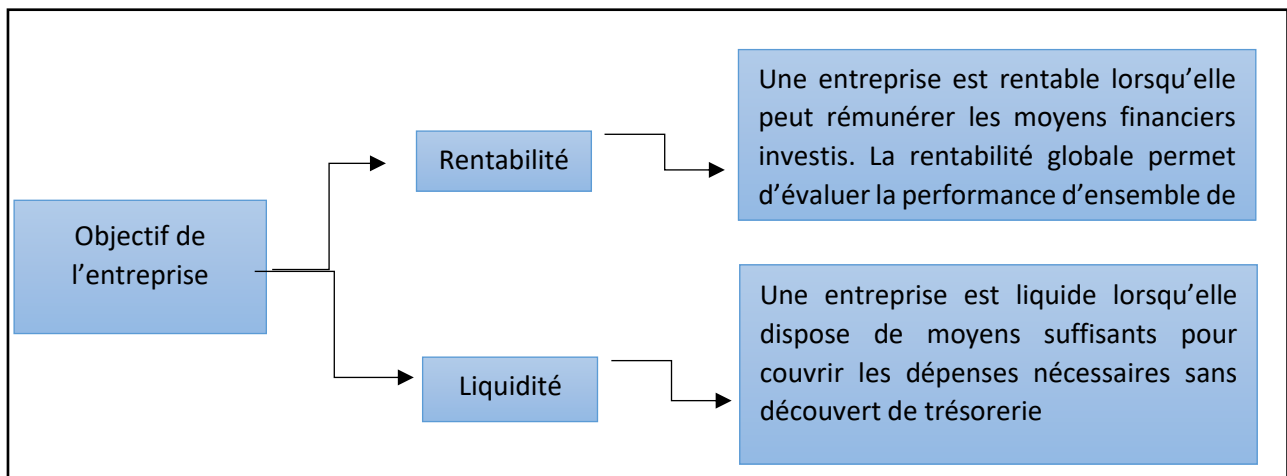 Objectif de
l’entreprise
Rentabilité
Une entreprise est rentable lorsqu’elle
peut rémunérer les moyens financiers
investis. La rentabilité globale permet
d’évaluer la performance d’ensemble de
Liquidité
Une entreprise est liquide lorsqu’elle
dispose de moyens suffisants pour
couvrir les dépenses nécessaires sans
découvert de trésorerie